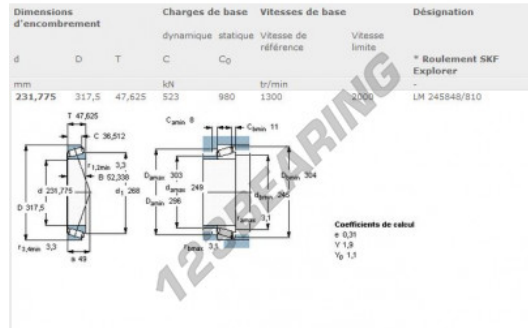 Dimensions d'encombrement
Charges de base
Vitesses de base
Désignation
dynamique statique Vitesse de référence Vitesse limite
d D T C C0 * Roulement SKF Explorer
mm kN tr/min -
231,775 317,5 47,625 523 980 1300 2000 LM 245848/810
T 47,625
C 36,512
r1,2min 3,3
B 52,338
d 231,775
d1 268
D 317,5
r3,4min 3,3
a 49
Camin 8
Cbmin 11
Damax 303
damax 249
Damin 296
Dbmin 304
dbmin 246
ramax 3,1
rbmax 3,1
Coefficients de calcul
e 0,31
Y 1,9
Y0 1,1
123BEARING